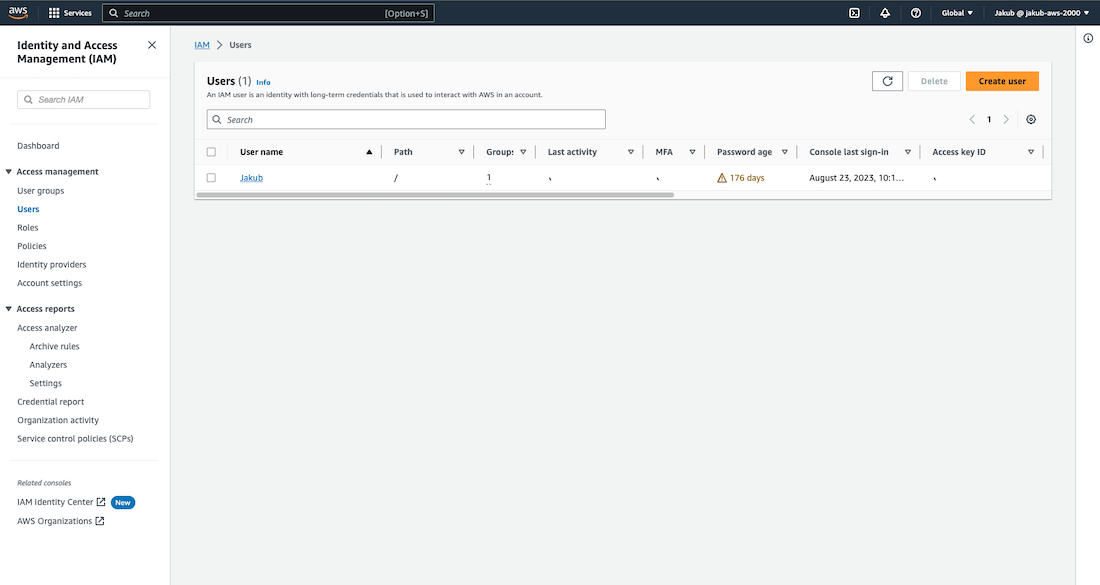 aws
Services
Search
[Option+S]
Global
Jakub @ jakub-aws-2000
Identity and Access
Management (IAM)
Search IAM
Dashboard
Access management
User groups
Users
Roles
Policies
Identity providers
Account settings
Access reports
Access analyzer
Archive rules
Analyzers
Settings
Credential report
Organization activity
Service control policies (SCPs)
Related consoles
IAM Identity Center New
AWS Organizations
IAM > Users
Users (1) Info
An IAM user is an identity with long-term credentials that is used to interact with AWS in an account.
Delete
Create user
Search
1
User name Path Group: Last activity MFA Password age Console last sign-in Access key ID
Jakub / 1 176 days August 23, 2023, 10:1...